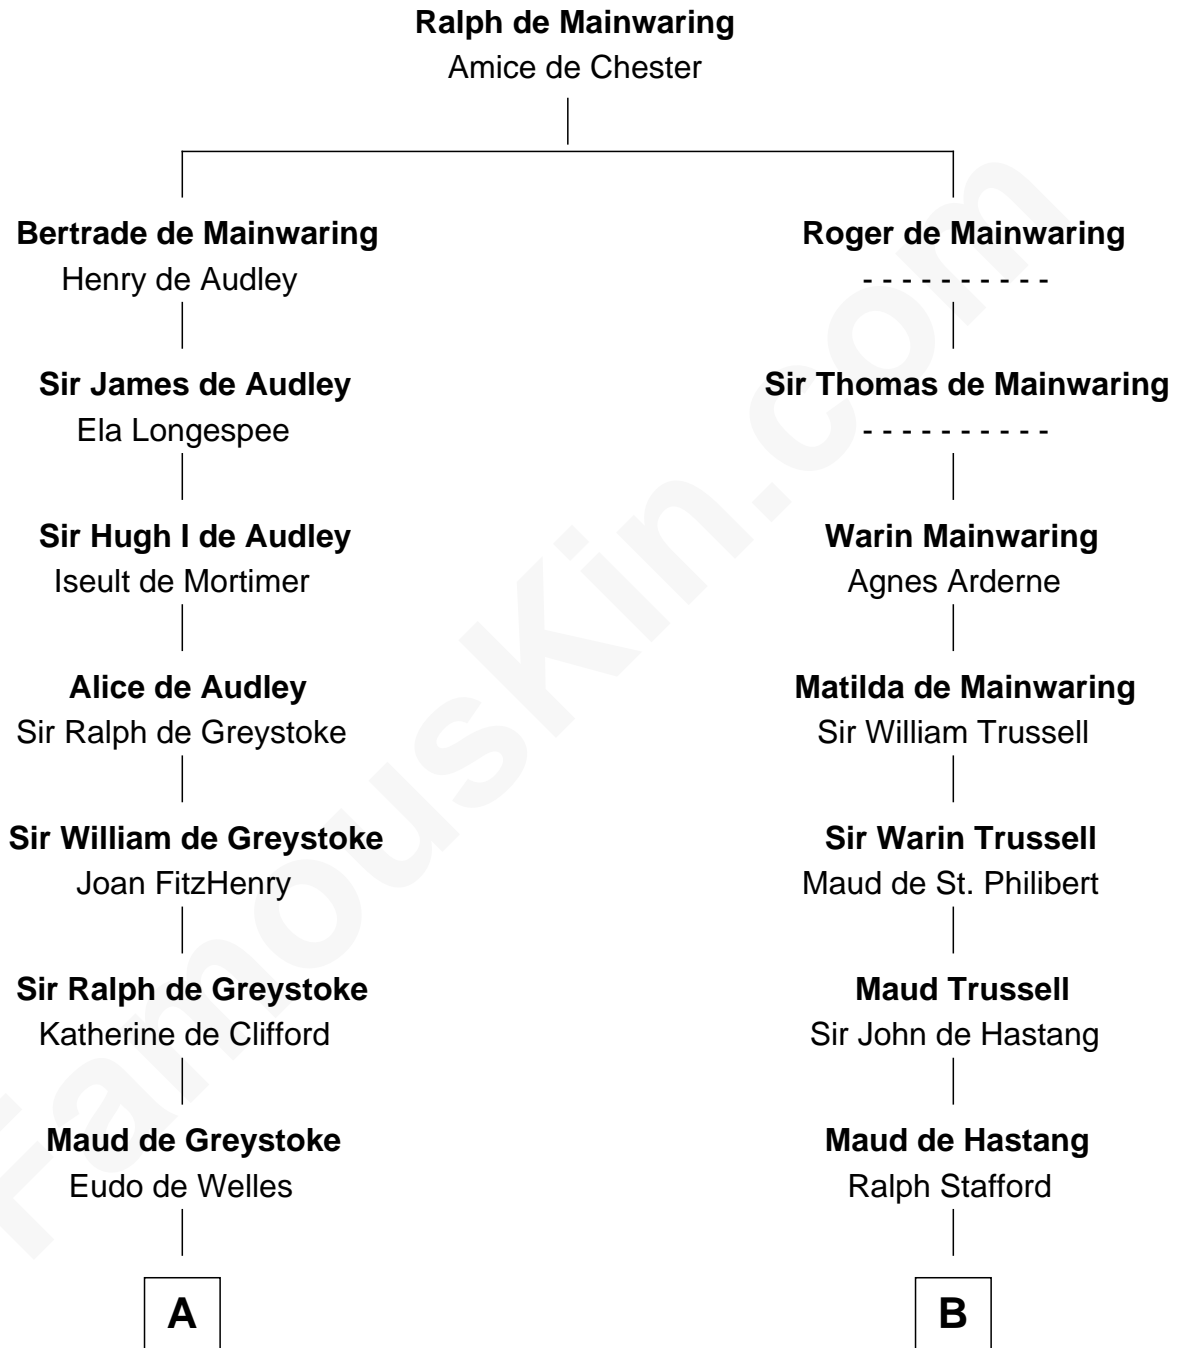 Ralph de Mainwaring
Amice de Chester
Bertrade de Mainwaring
Henry de Audley
Roger de Mainwaring
- - - - - - - - - -
Sir James de Audley
Ela Longespee
Sir Thomas de Mainwaring
- - - - - - - - - -
Sir Hugh I de Audley
Iseult de Mortimer
Warin Mainwaring
Agnes Arderne
Alice de Audley
Sir Ralph de Greystoke
Matilda de Mainwaring
Sir William Trussell
Sir William de Greystoke
Joan FitzHenry
Sir Warin Trussell
Maud de St. Philibert
Sir Ralph de Greystoke
Katherine de Clifford
Maud Trussell
Sir John de Hastang
Maud de Greystoke
Eudo de Welles
Maud de Hastang
Ralph Stafford
A
B
FamousKin.com